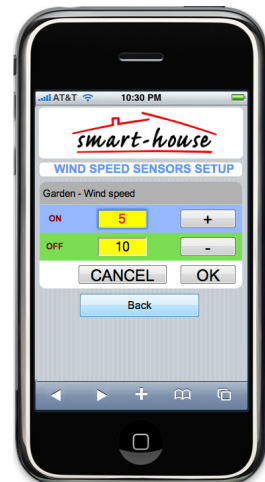 AT&T 10:30 PM
smart-house
WIND SPEED SENSORS SETUP
Garden - Wind speed
ON 5 +
OFF 10 -
CANCEL OK
Back